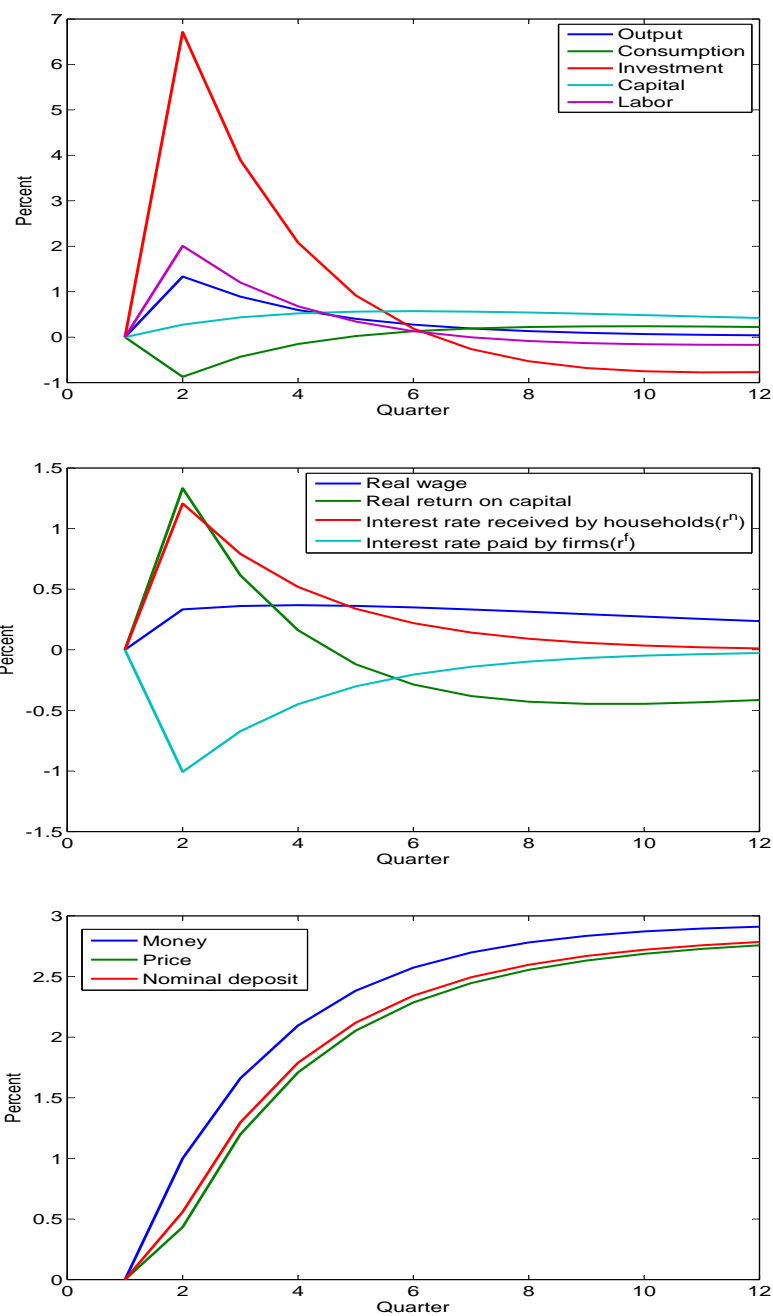 7
6
5
4
3
2
1
0
-1
Percent
Output
Consumption
Investment
Capital
Labor
0 2 4 6 8 10 12
Quarter
1.5
1
0.5
0
-0.5
-1
-1.5
Percent
Real wage
Real return on capital
Interest rate received by households(r^n)
Interest rate paid by firms(r^f)
0 2 4 6 8 10 12
Quarter
3
2.5
2
1.5
1
0.5
0
Percent
Money
Price
Nominal deposit
0 2 4 6 8 10 12
Quarter